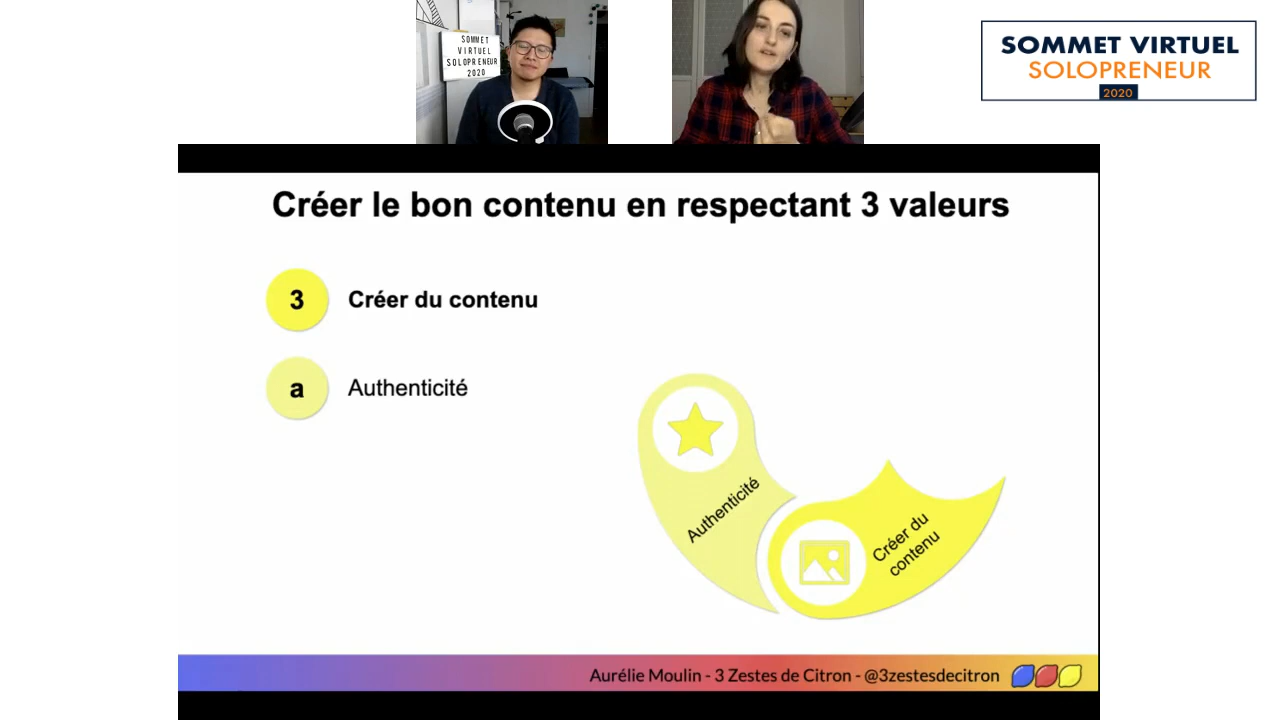 SOMMET
VIRTUEL
SOLOPRENEUR
2020
SOMMET VIRTUEL
SOLOPRENEUR
2020
Créer le bon contenu en respectant 3 valeurs
3 Créer du contenu
a Authenticité
Authenticité
Créer du
contenu
Aurélie Moulin - 3 Zestes de Citron - @3zestesdecitron